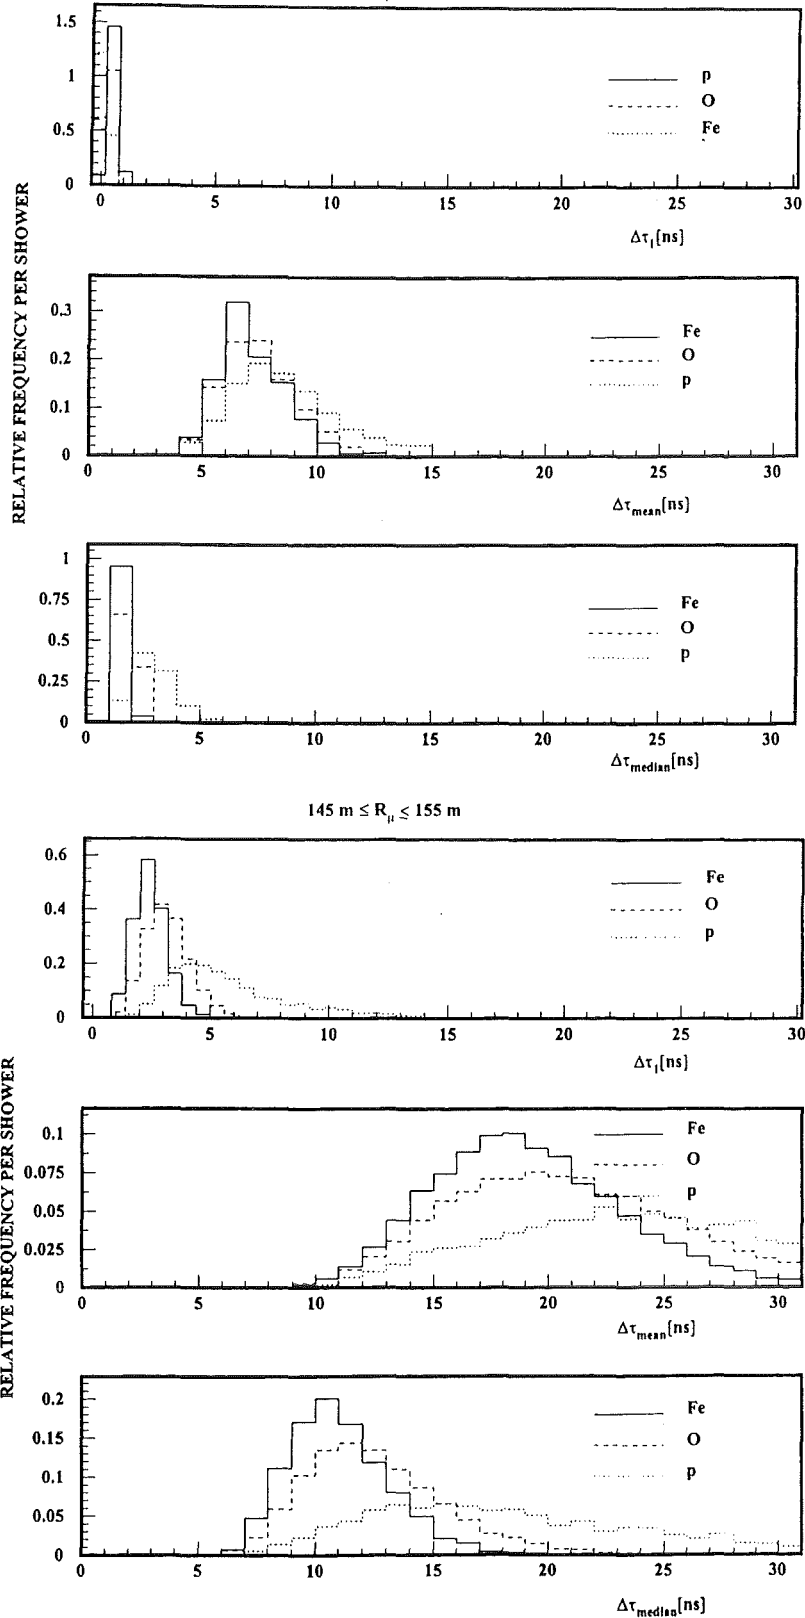 RELATIVE FREQUENCY PER SHOWER
1.5
1
0.5
0
p
O
Fe
0 5 10 15 20 25 30
Δτ₁[ns]
0.3
0.2
0.1
0
Fe
O
p
0 5 10 15 20 25 30
Δτmean[ns]
1
0.75
0.5
0.25
0
Fe
O
p
0 5 10 15 20 25 30
Δτmedian[ns]
145 m ≤ Rμ ≤ 155 m
RELATIVE FREQUENCY PER SHOWER
0.6
0.4
0.2
0
Fe
O
p
0 5 10 15 20 25 30
Δτ₁[ns]
0.1
0.075
0.05
0.025
0
Fe
O
p
0 5 10 15 20 25 30
Δτmean[ns]
0.2
0.15
0.1
0.05
0
Fe
O
p
0 5 10 15 20 25 30
Δτmedian[ns]